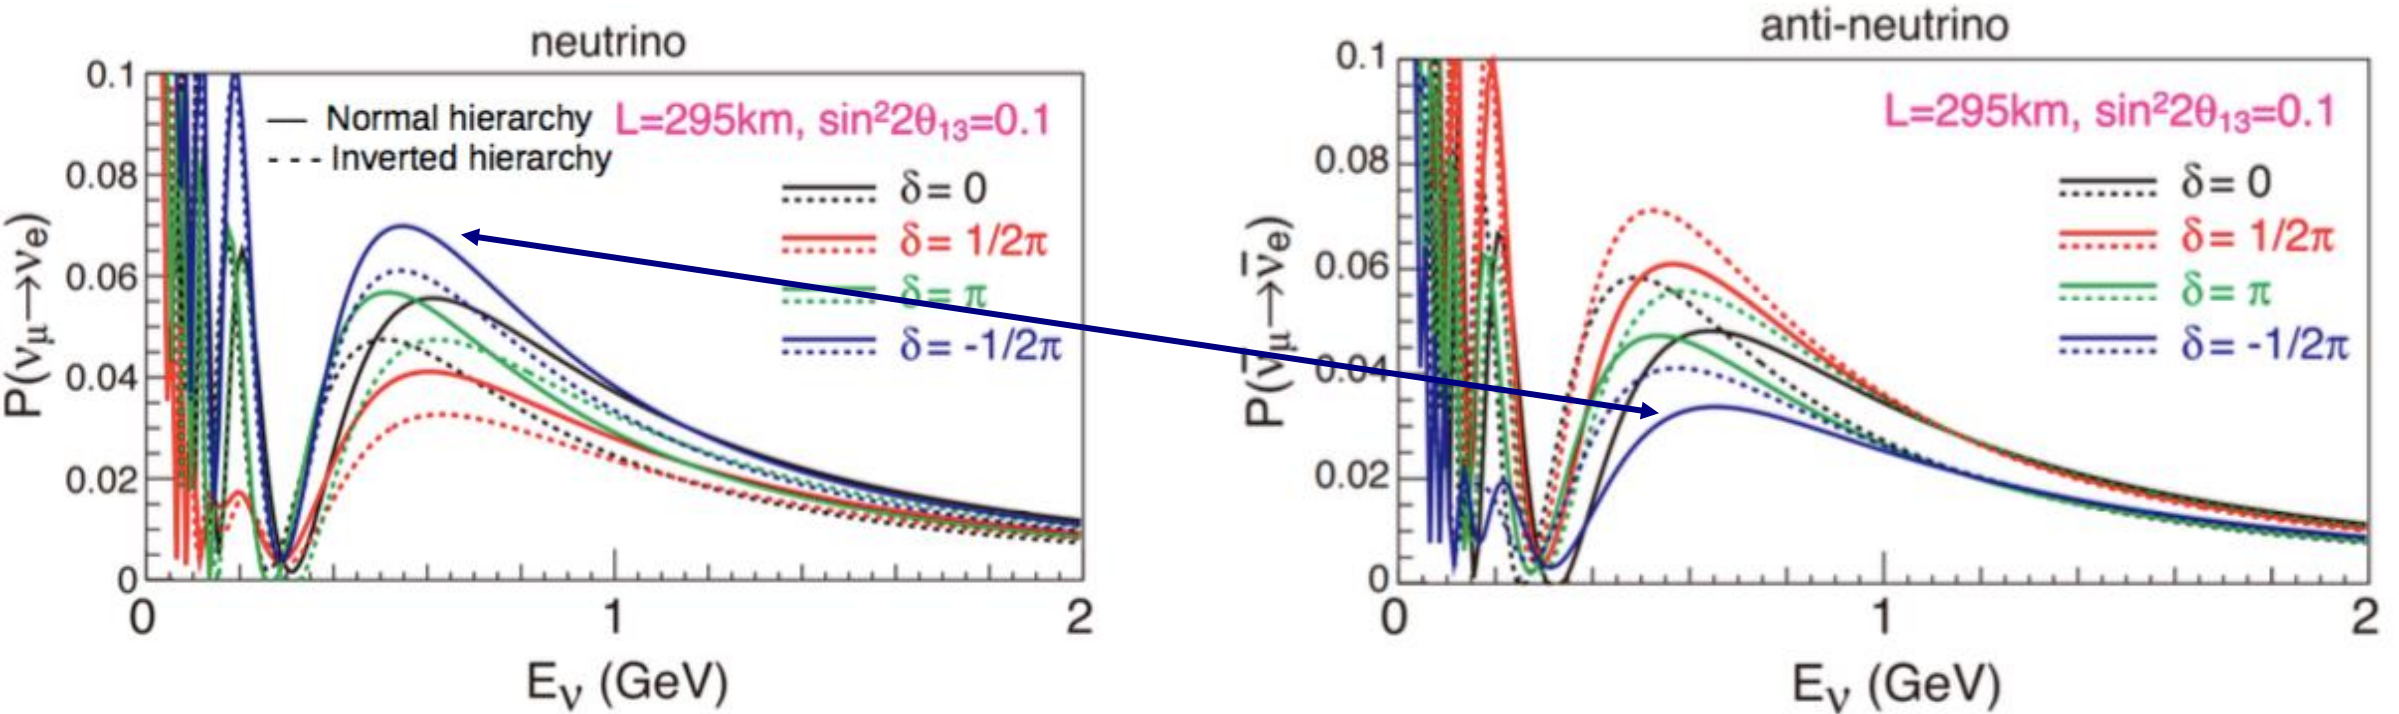 neutrino
0.1
0.08
0.06
0.04
0.02
0
P(νμ→νe)
— Normal hierarchy
--- Inverted hierarchy
L=295km, sin²2θ₁₃=0.1
δ= 0
δ= 1/2π
δ= π
δ= -1/2π
0
1
2
Eν (GeV)
anti-neutrino
0.1
0.08
0.06
0.04
0.02
0
P(ν̅μ→ν̅e)
L=295km, sin²2θ₁₃=0.1
δ= 0
δ= 1/2π
δ= π
δ= -1/2π
0
1
2
Eν (GeV)